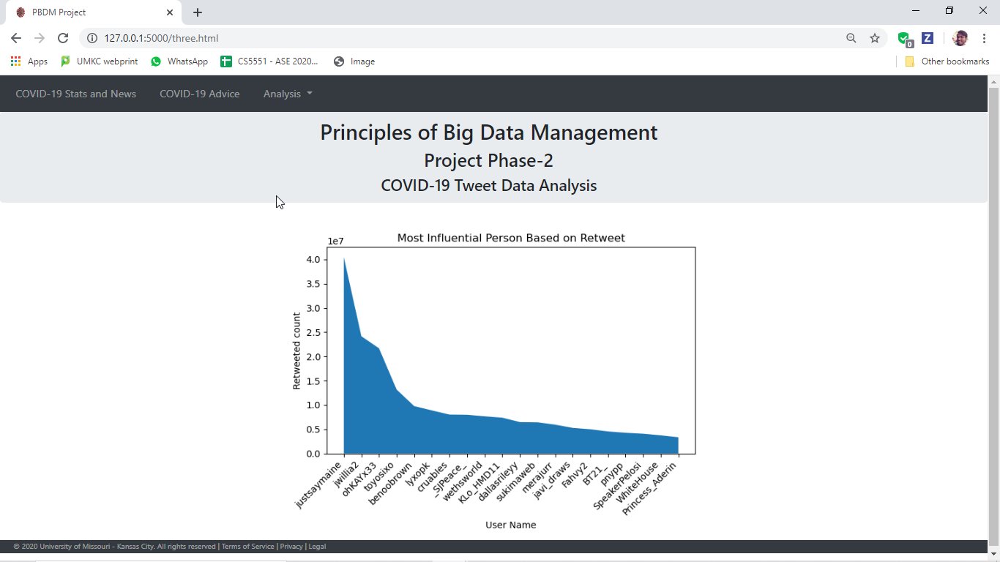 PBDM Project
127.0.0.1:5000/three.html
0
Z
Apps UMKC webprint WhatsApp CS5551 - ASE 2020... Image Other bookmarks
COVID-19 Stats and News COVID-19 Advice Analysis
Principles of Big Data Management
Project Phase-2
COVID-19 Tweet Data Analysis
Most Influential Person Based on Retweet
1e7
4.0
3.5
3.0
2.5
2.0
1.5
1.0
0.5
0.0
Retweeted count
justsaymaine
jwillia2
ohKAYx33
toyosixo
benoobrown
lyxopk
cruables
_SJPeace_
wethsworld
KLo_HMD11
dallasrileyy
sukimaweb
merajurr
javi_draws
Fahvy2
BT21_
pnypp
SpeakerPelosi
WhiteHouse
Princess_Aderin
User Name
© 2020 University of Missouri - Kansas City. All rights reserved | Terms of Service | Privacy | Legal